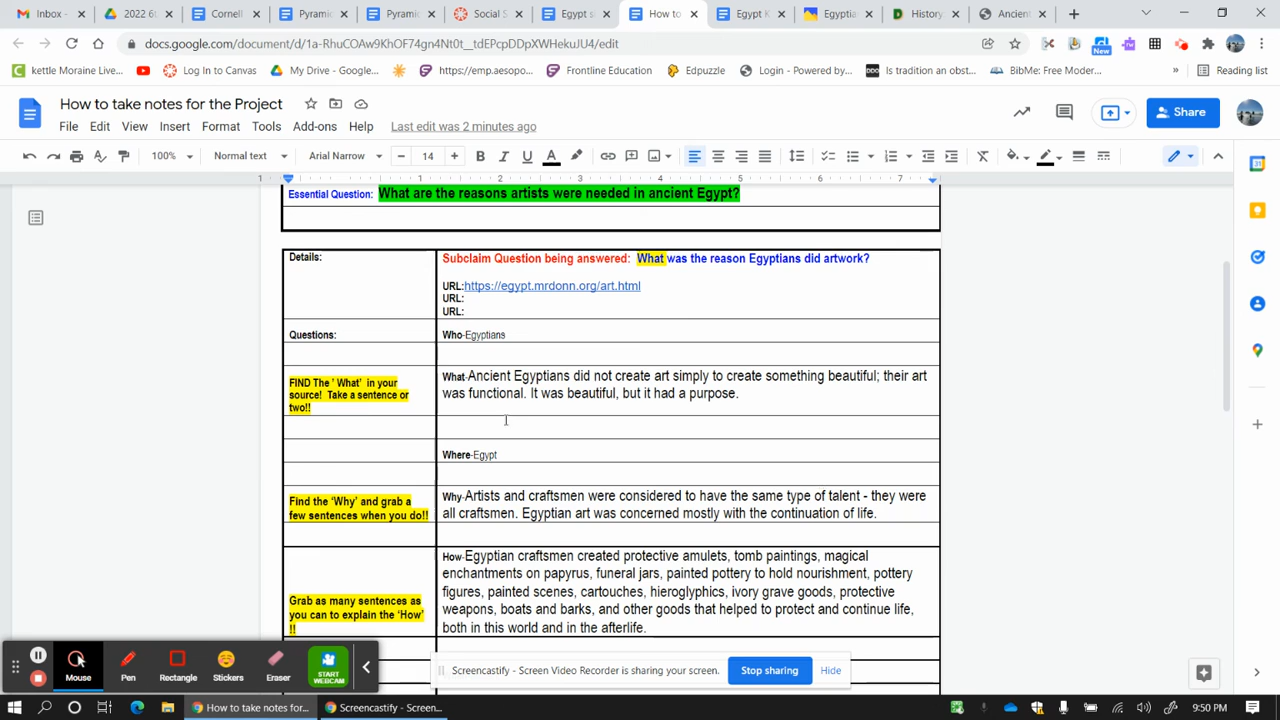 Inbox
2022 6t
Cornell
Pyramic
Pyramic
Social S
Egypt s
How to
Egypt K
Egyptia
History
Ancient
docs.google.com/document/d/1a-RhuCOAw9KhOF74gn4Nt0t__tdEPcpDDpXWHekuJU4/edit
New
kettle Moraine Livel...
Log In to Canvas
My Drive - Google...
https://emp.aesopo...
Frontline Education
Edpuzzle
Login - Powered by...
DDO
Is tradition an obst...
BibMe: Free Moder...
»
Reading list
How to take notes for the Project
File Edit View Insert Format Tools Add-ons Help Last edit was 2 minutes ago
Share
100% Normal text Arial Narrow − 14 + B I U A
1 1 2 3 4 5 6 7
Essential Question: What are the reasons artists were needed in ancient Egypt?
Details:
Subclaim Question being answered: What was the reason Egyptians did artwork?
URL:https://egypt.mrdonn.org/art.html
URL:
URL:
Questions:
Who-Egyptians
FIND The ' What' in your
source! Take a sentence or
two!!
What-Ancient Egyptians did not create art simply to create something beautiful; their art
was functional. It was beautiful, but it had a purpose.
Where-Egypt
Find the 'Why' and grab a
few sentences when you do!!
Why-Artists and craftsmen were considered to have the same type of talent - they were
all craftsmen. Egyptian art was concerned mostly with the continuation of life.
Grab as many sentences as
you can to explain the 'How'
!!
How-Egyptian craftsmen created protective amulets, tomb paintings, magical
enchantments on papyrus, funeral jars, painted pottery to hold nourishment, pottery
figures, painted scenes, cartouches, hieroglyphics, ivory grave goods, protective
weapons, boats and barks, and other goods that helped to protect and continue life,
both in this world and in the afterlife.
Mouse
Pen
Rectangle
Stickers
Eraser
START
WEBCAM
Screencastify - Screen Video Recorder is sharing your screen.
Stop sharing
Hide
How to take notes for...
Screencastify - Screen...
9:50 PM